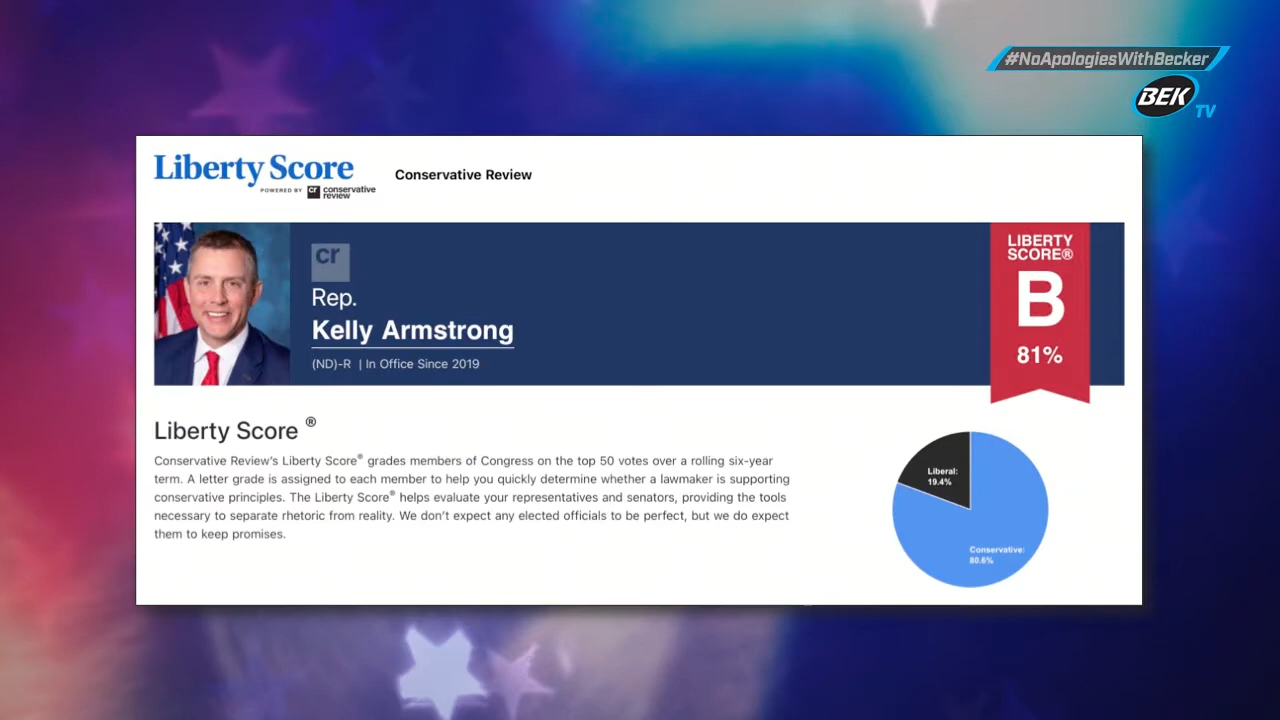 #NoApologiesWithBecker
BEK TV
Liberty Score
POWERED BY cr conservative review
Conservative Review
cr
Rep.
Kelly Armstrong
(ND)-R | In Office Since 2019
LIBERTY
SCORE®
B
81%
Liberty Score ®
Conservative Review's Liberty Score® grades members of Congress on the top 50 votes over a rolling six-year
term. A letter grade is assigned to each member to help you quickly determine whether a lawmaker is supporting
conservative principles. The Liberty Score® helps evaluate your representatives and senators, providing the tools
necessary to separate rhetoric from reality. We don't expect any elected officials to be perfect, but we do expect
them to keep promises.
Liberal:
19.4%
Conservative:
80.6%